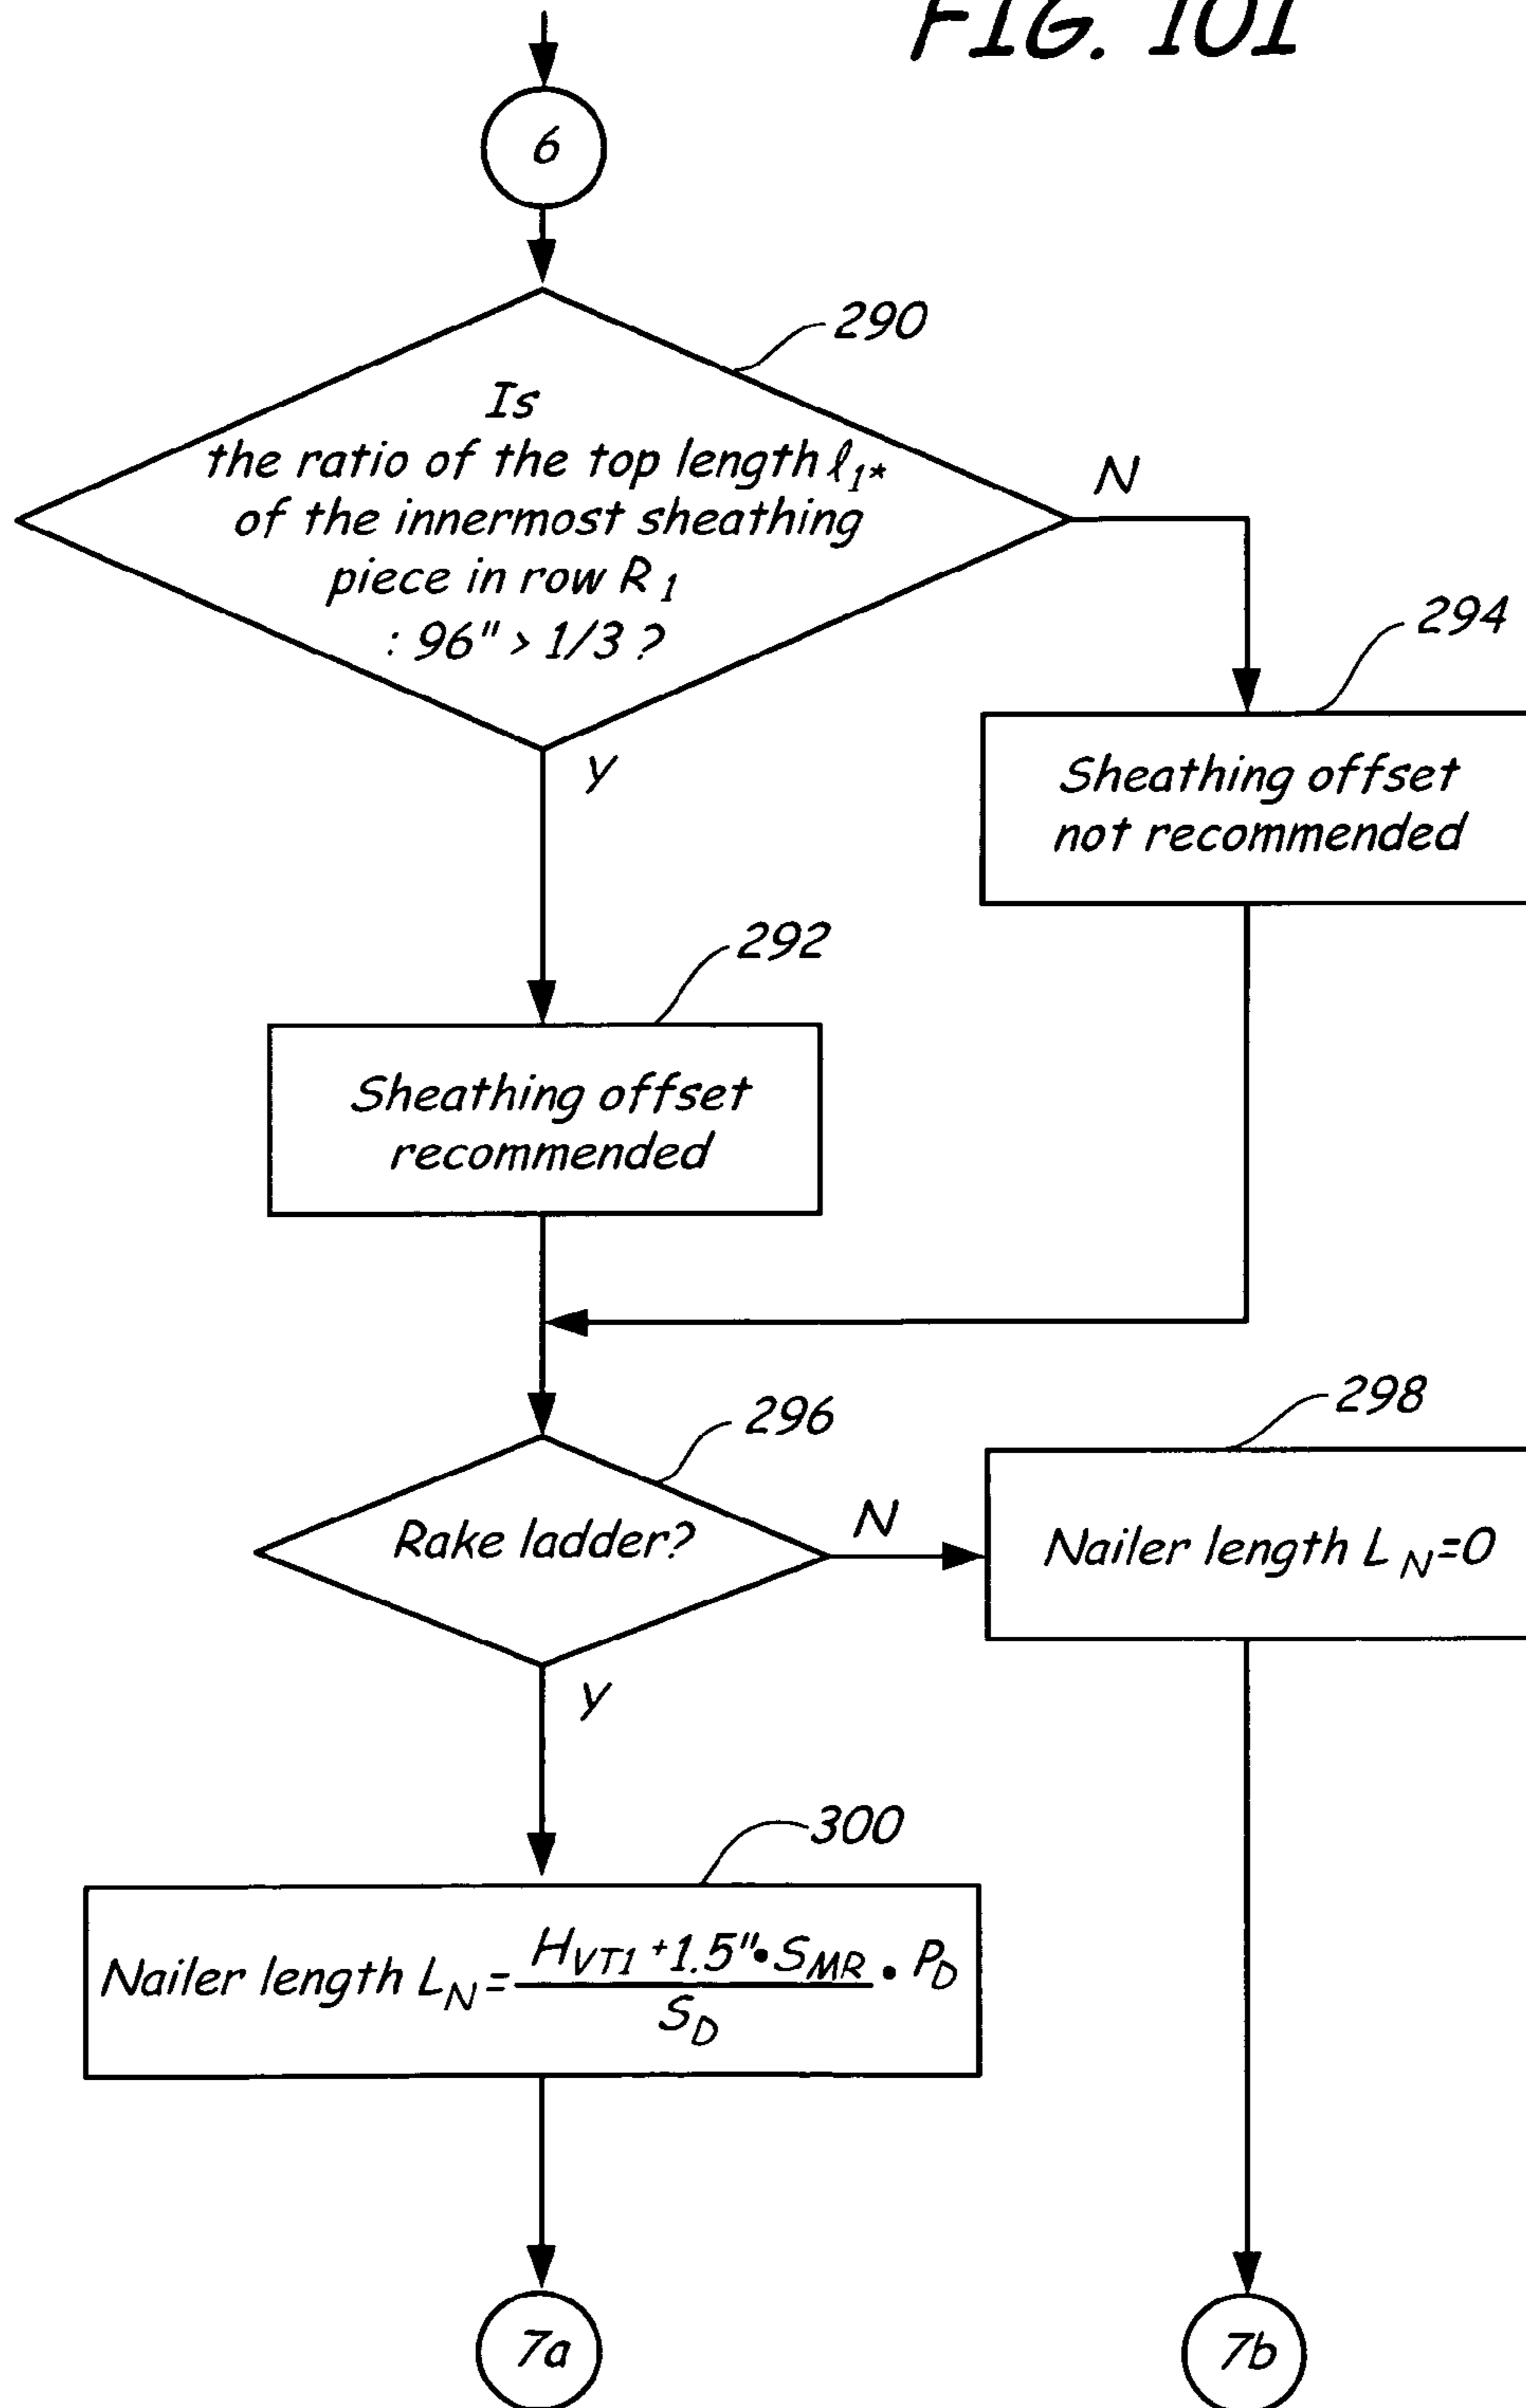 FIG. 10I
6
290
Is
the ratio of the top length ℓ1*
of the innermost sheathing
piece in row R1
: 96" > 1/3 ?
N
Y
294
Sheathing offset
not recommended
292
Sheathing offset
recommended
296
Rake ladder?
N
Y
298
Nailer length LN=0
300
Nailer length LN = (HVT1 + 1.5" • SMR) / SD • PD
7a
7b